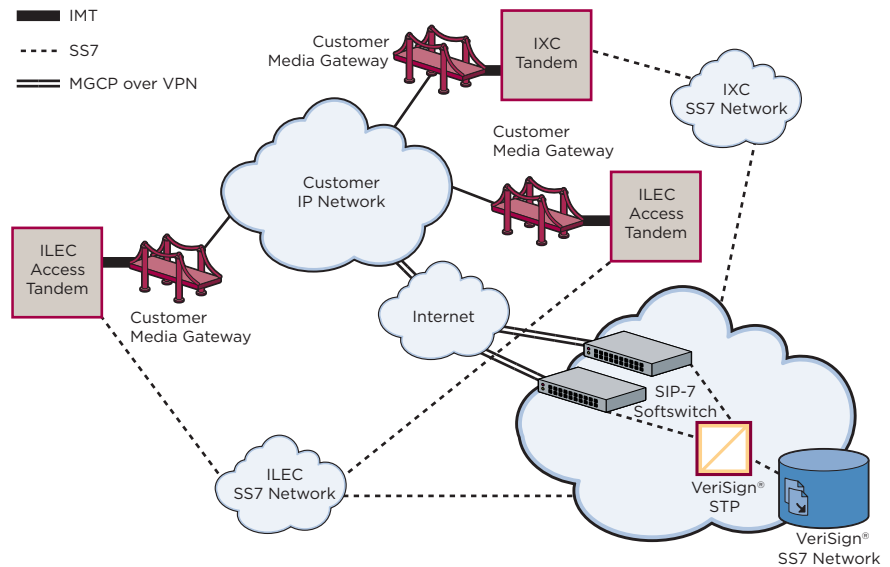 IMT
SS7
MGCP over VPN
Customer
Media Gateway
IXC
Tandem
IXC
SS7 Network
Customer
Media Gateway
Customer
IP Network
ILEC
Access
Tandem
ILEC
Access
Tandem
Customer
Media Gateway
Internet
SIP-7
Softswitch
ILEC
SS7 Network
VeriSign®
STP
VeriSign®
SS7 Network